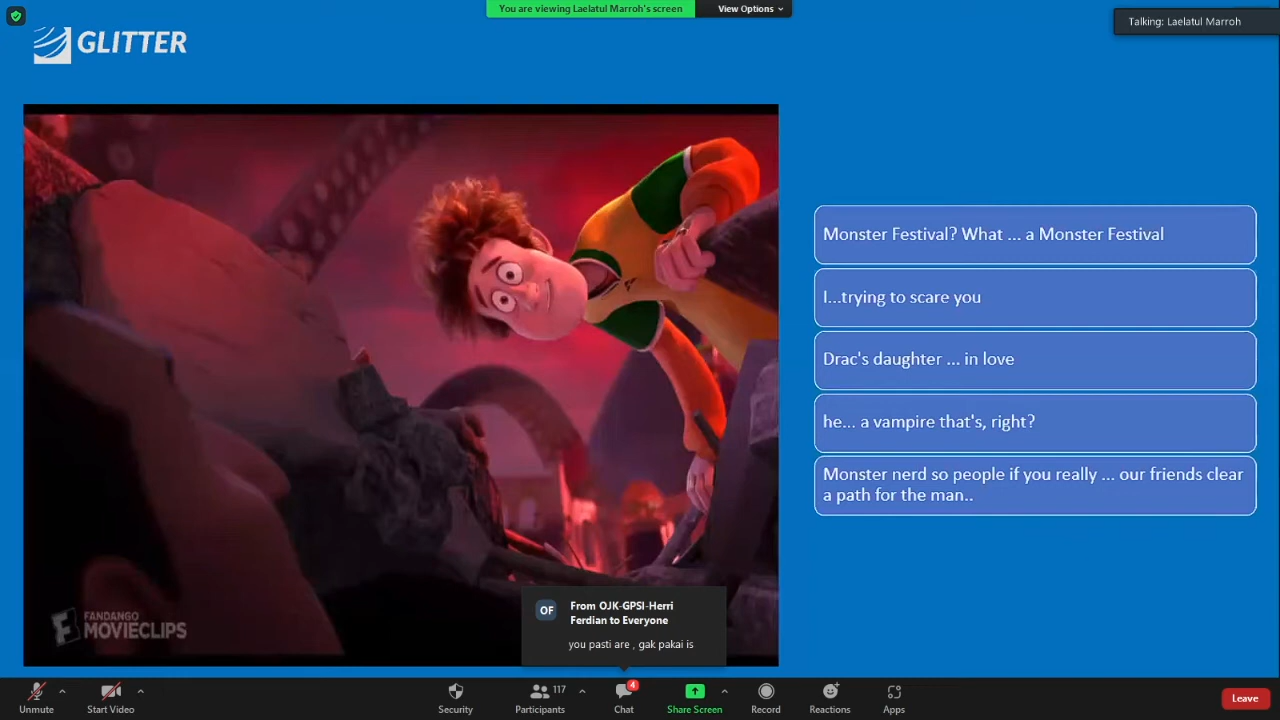 You are viewing Laelatul Marroh's screen
View Options
Talking: Laelatul Marroh
GLITTER
Monster Festival? What ... a Monster Festival
I...trying to scare you
Drac's daughter ... in love
he... a vampire that's, right?
Monster nerd so people if you really ... our friends clear
a path for the man..
FANDANGO
MOVIECLIPS
OF
From OJK-GPSI-Herri
Ferdian to Everyone
you pasti are , gak pakai is
Unmute
Start Video
Security
117
Participants
4
Chat
Share Screen
Record
Reactions
Apps
Leave